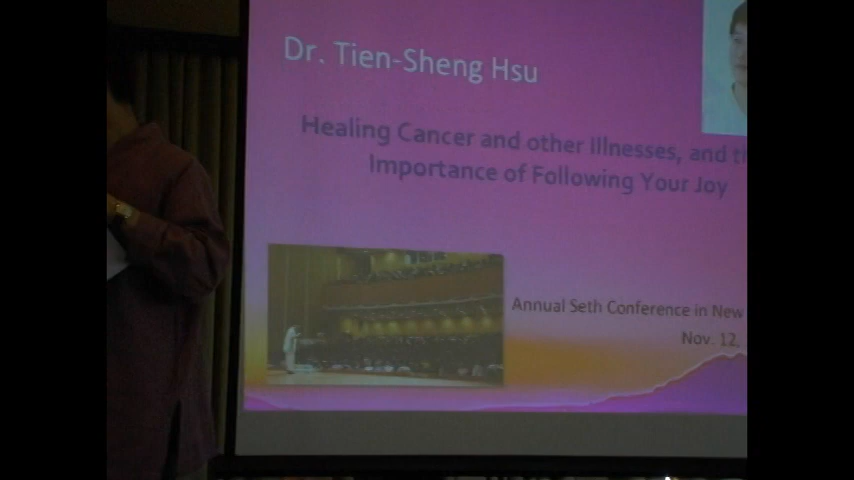 Dr. Tien-Sheng Hsu
Healing Cancer and other Illnesses, and
Importance of Following Your Joy
Annual Seth Conference in New
Nov. 12,